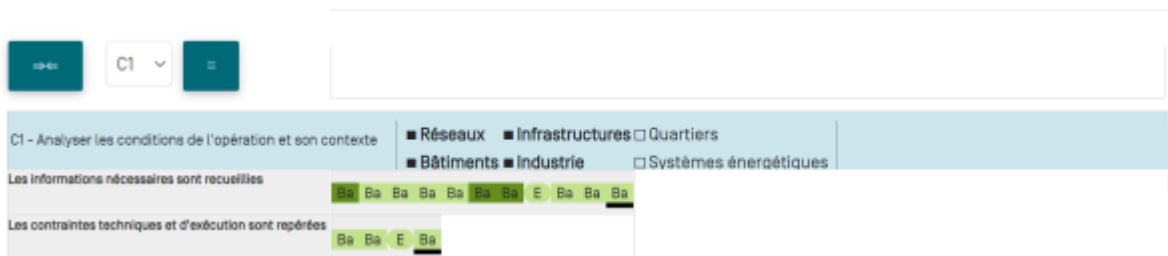 C1
=
C1 - Analyser les conditions de l'opération et son contexte
■ Réseaux ■ Infrastructures □ Quartiers
■ Bâtiments ■ Industrie □ Systèmes énergétiques
Les informations nécessaires sont recueillies
Ba Ba Ba Ba Ba Ba Ba E Ba Ba Ba
Les contraintes techniques et d'exécution sont repérées
Ba Ba E Ba